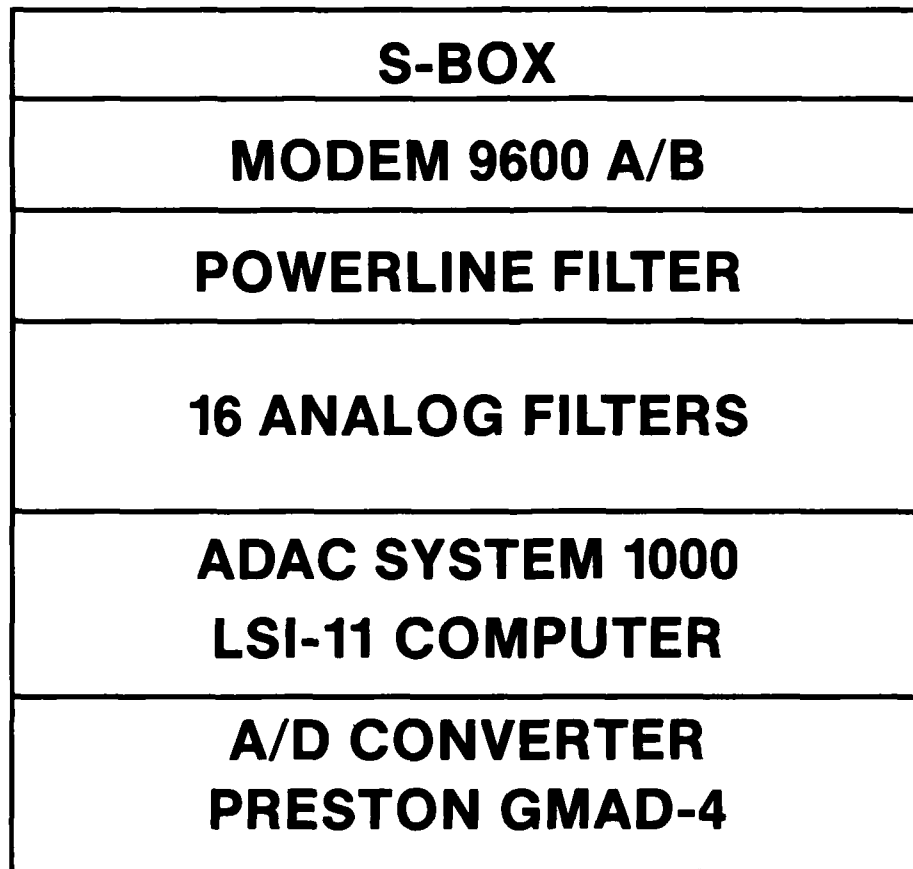 S-BOX
MODEM 9600 A/B
POWERLINE FILTER
16 ANALOG FILTERS
ADAC SYSTEM 1000
LSI-11 COMPUTER
A/D CONVERTER
PRESTON GMAD-4